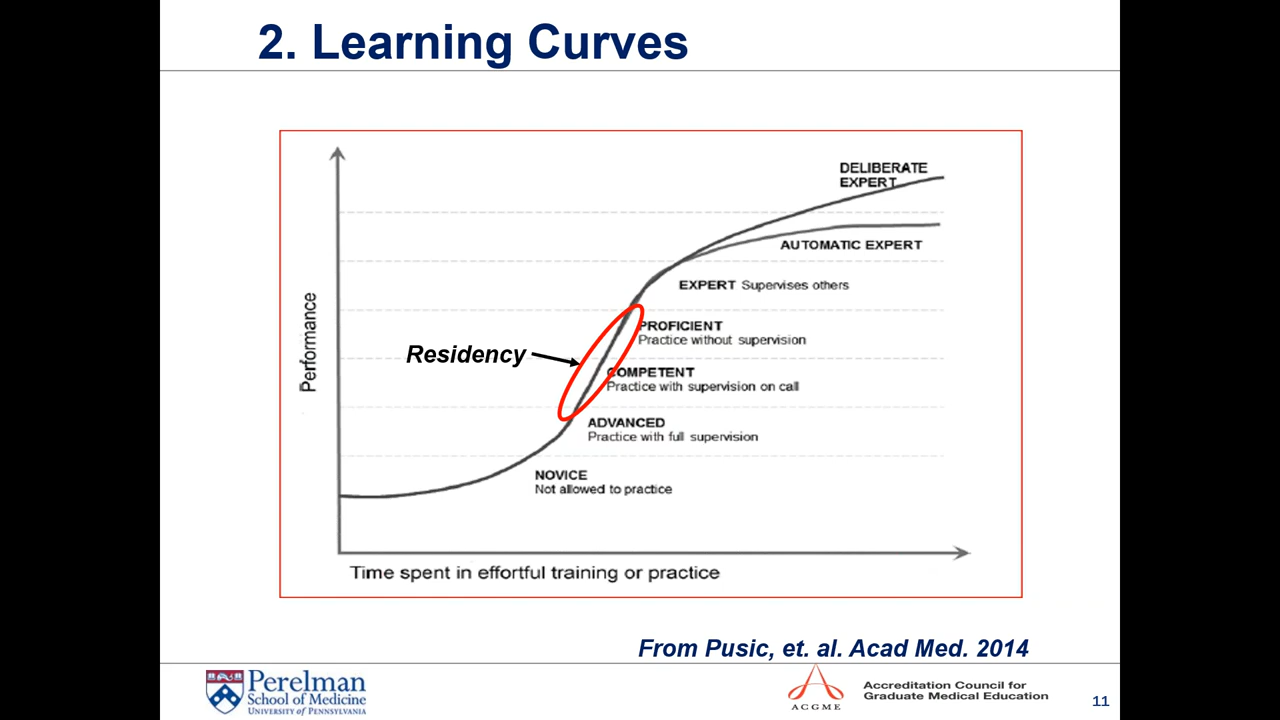 2. Learning Curves
DELIBERATE
EXPERT
AUTOMATIC EXPERT
EXPERT Supervises others
PROFICIENT
Practice without supervision
Residency
COMPETENT
Practice with supervision on call
ADVANCED
Practice with full supervision
NOVICE
Not allowed to practice
Performance
Time spent in effortful training or practice
From Pusic, et. al. Acad Med. 2014
Perelman
School of Medicine
University of Pennsylvania
ACGME
Accreditation Council for
Graduate Medical Education
11